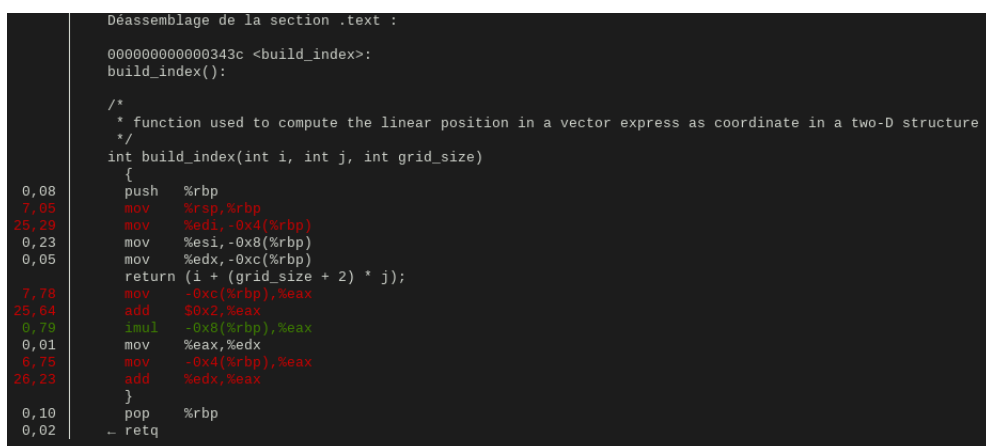 Déassemblage de la section .text :
000000000000343c <build_index>:
build_index():
/*
* function used to compute the linear position in a vector express as coordinate in a two-D structure
*/
int build_index(int i, int j, int grid_size)
{
0,08 push %rbp
7,05 mov %rsp,%rbp
25,29 mov %edi,-0x4(%rbp)
0,23 mov %esi,-0x8(%rbp)
0,05 mov %edx,-0xc(%rbp)
return (i + (grid_size + 2) * j);
7,78 mov -0xc(%rbp),%eax
25,64 add $0x2,%eax
0,79 imul -0x8(%rbp),%eax
0,01 mov %eax,%edx
6,75 mov -0x4(%rbp),%eax
26,23 add %edx,%eax
}
0,10 pop %rbp
0,02 ← retq